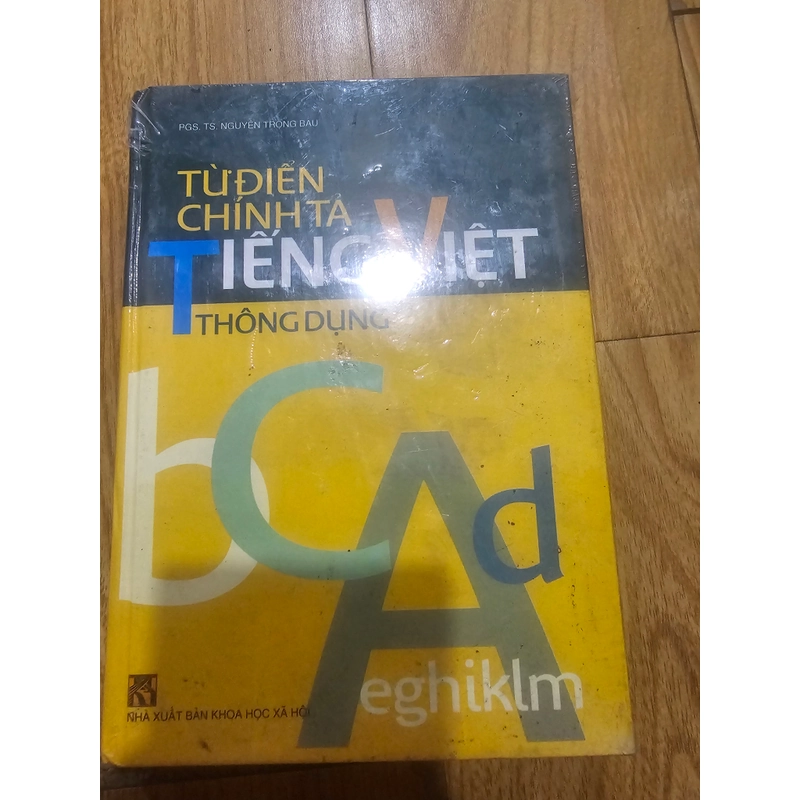 PGS. TS. NGUYỄN TRỌNG BÁU
TỪ ĐIỂN
CHÍNH TẢ
TIẾNG VIỆT
THÔNG DỤNG
b C A d
eghiklm
NHÀ XUẤT BẢN KHOA HỌC XÃ HỘI